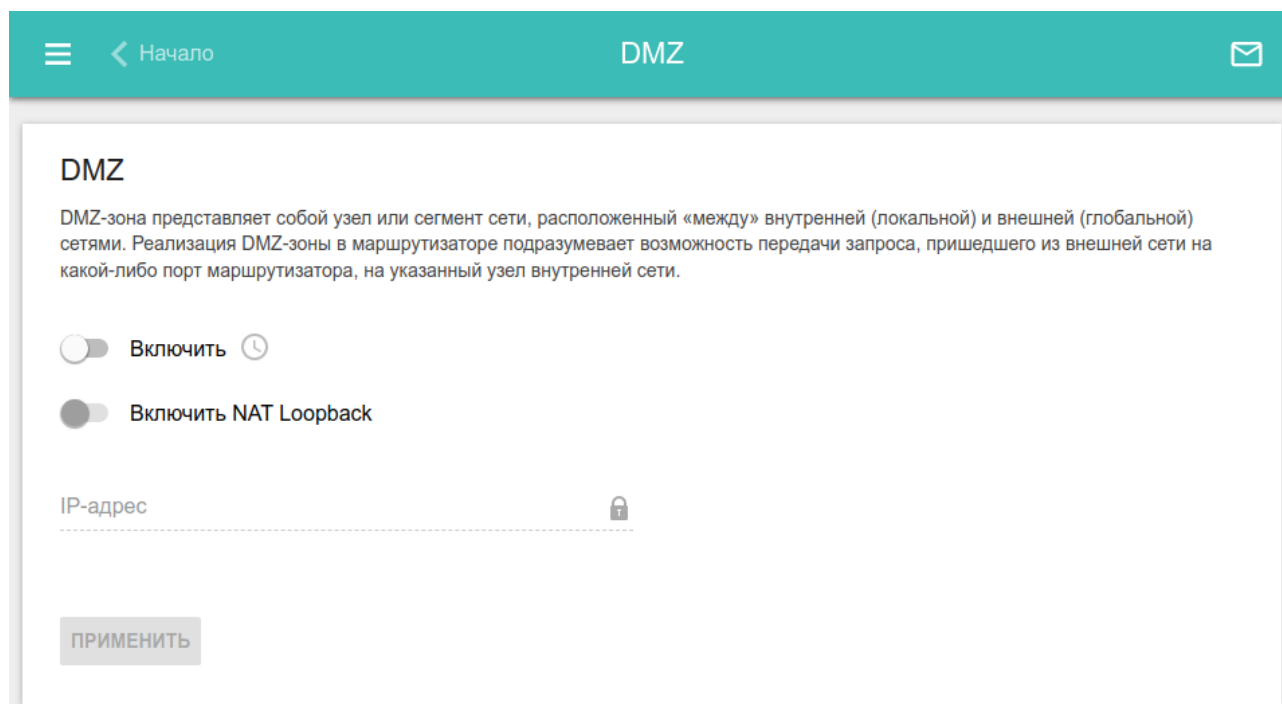 Начало
DMZ
DMZ
DMZ-зона представляет собой узел или сегмент сети, расположенный «между» внутренней (локальной) и внешней (глобальной)
сетями. Реализация DMZ-зоны в маршрутизаторе подразумевает возможность передачи запроса, пришедшего из внешней сети на
какой-либо порт маршрутизатора, на указанный узел внутренней сети.
Включить
Включить NAT Loopback
IP-адрес
ПРИМЕНИТЬ